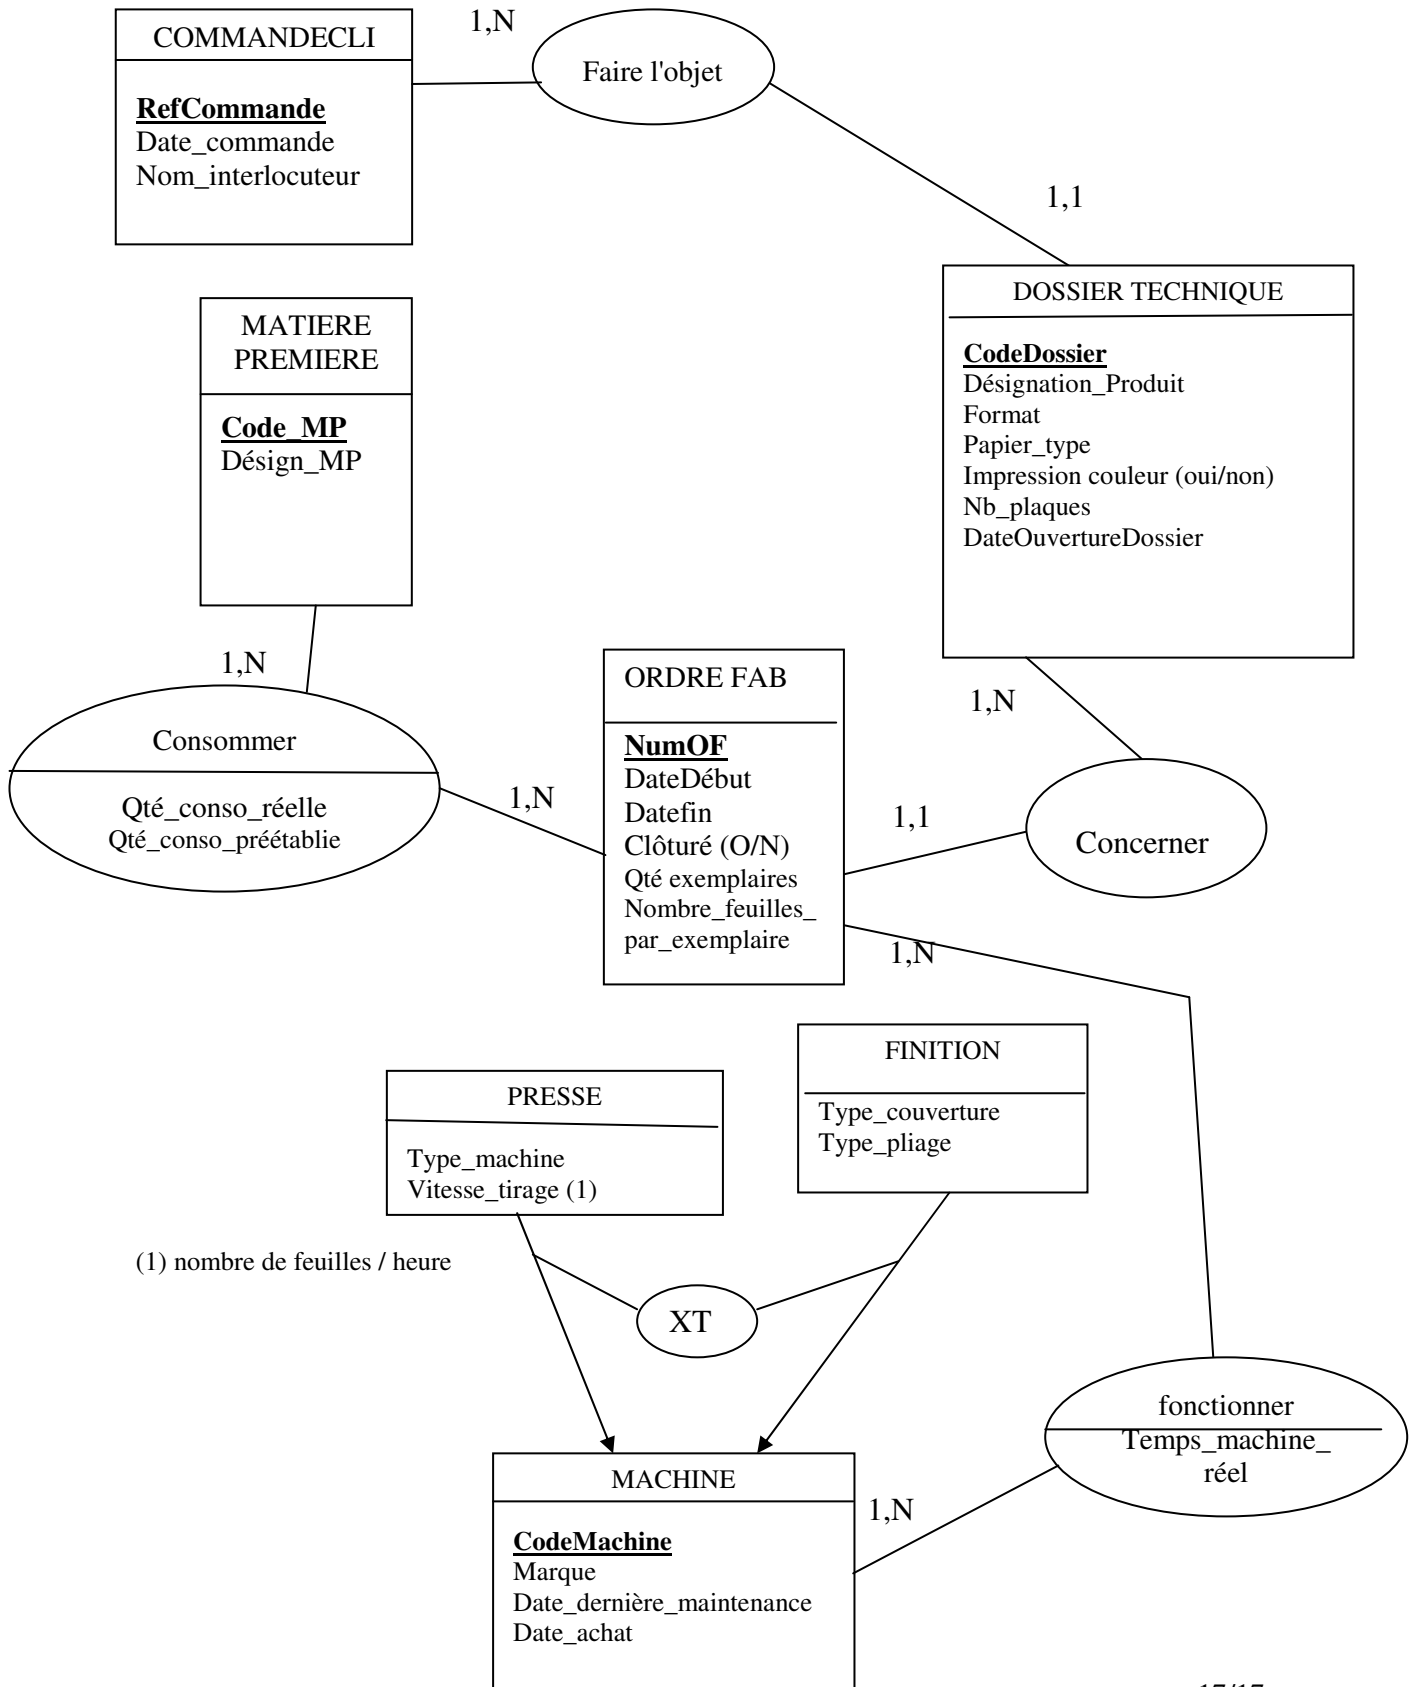 COMMANDECLI
RefCommande
Date_commande
Nom_interlocuteur
1,N
Faire l'objet
1,1
DOSSIER TECHNIQUE
CodeDossier
Désignation_Produit
Format
Papier_type
Impression couleur (oui/non)
Nb_plaques
DateOuvertureDossier
MATIERE
PREMIERE
Code_MP
Désign_MP
1,N
Consommer
Qté_conso_réelle
Qté_conso_préétablie
1,N
ORDRE FAB
NumOF
DateDébut
Datefin
Clôturé (O/N)
Qté exemplaires
Nombre_feuilles_
par_exemplaire
1,N
1,1
Concerner
1,N
FINITION
Type_couverture
Type_pliage
PRESSE
Type_machine
Vitesse_tirage (1)
(1) nombre de feuilles / heure
XT
fonctionner
Temps_machine_
réel
1,N
MACHINE
CodeMachine
Marque
Date_dernière_maintenance
Date_achat
17/17